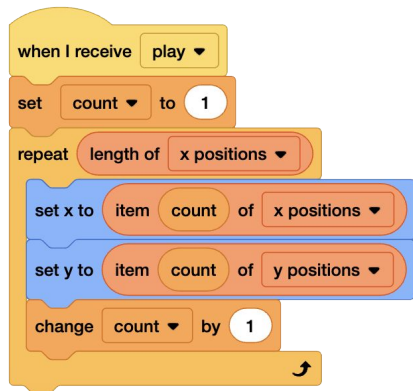 when I receive play
set count to 1
repeat length of x positions
set x to item count of x positions
set y to item count of y positions
change count by 1